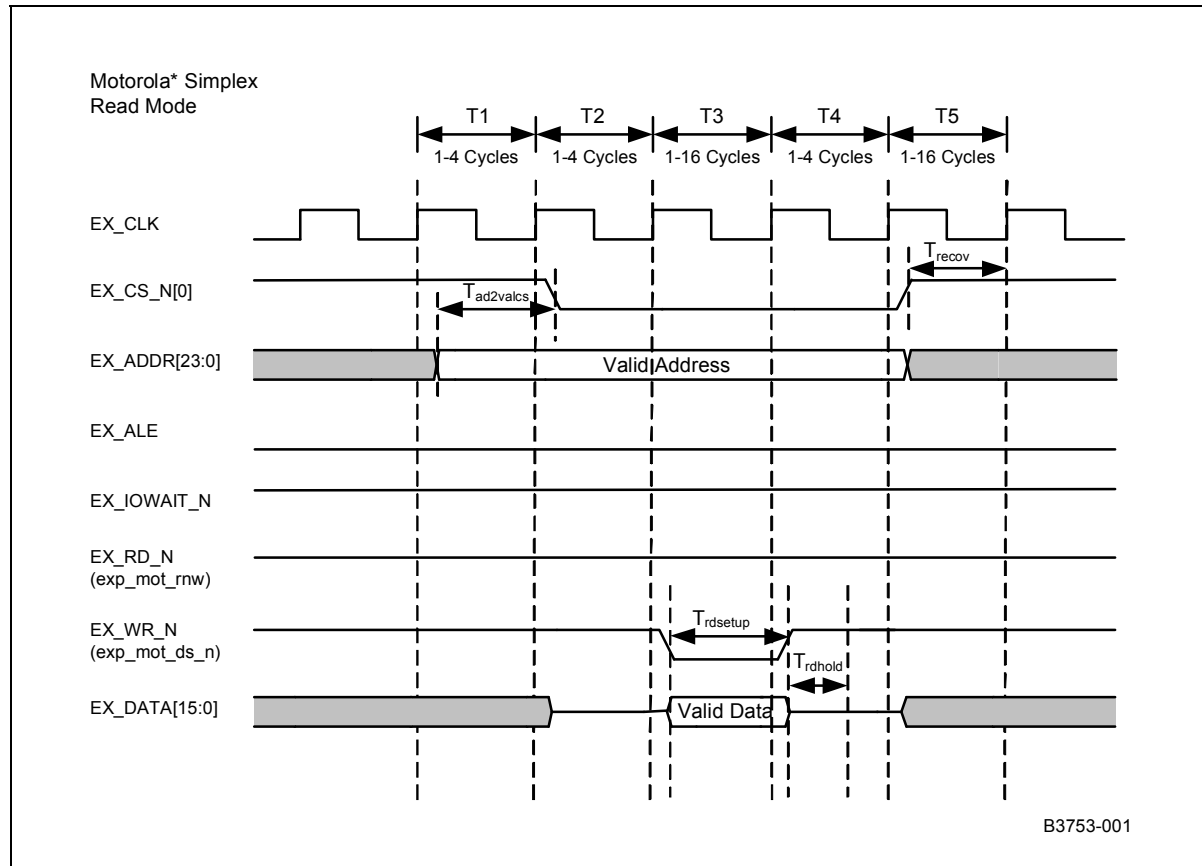 Motorola* Simplex
Read Mode
T1 T2 T3 T4 T5
1-4 Cycles 1-4 Cycles 1-16 Cycles 1-4 Cycles 1-16 Cycles
EX_CLK
Trecov
EX_CS_N[0]
Tad2valcs
EX_ADDR[23:0] Valid Address
EX_ALE
EX_IOWAIT_N
EX_RD_N
(exp_mot_rnw)
EX_WR_N
(exp_mot_ds_n)
Trdsetup
Trdhold
EX_DATA[15:0] Valid Data
B3753-001